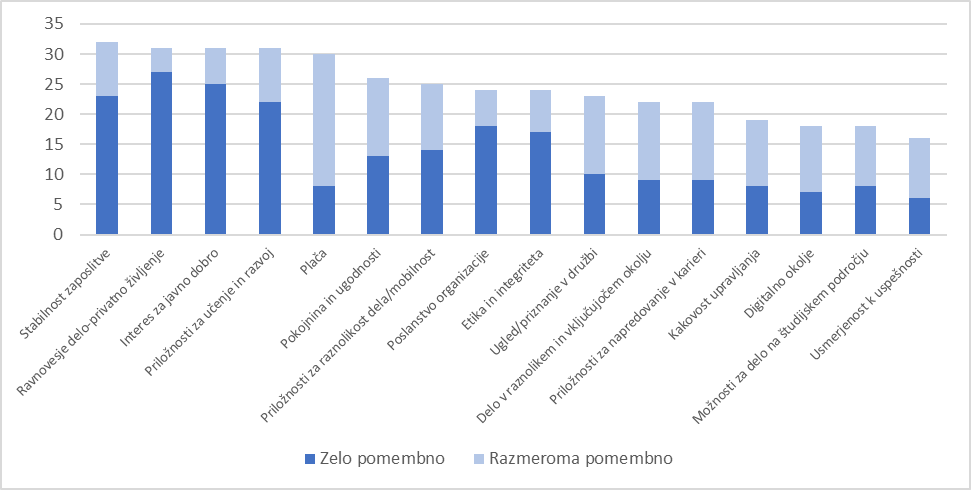 35
30
25
20
15
10
5
0
Stabilnost zaposlitve
Ravnovesje delo-privatno življenje
Interes za javno dobro
Priložnosti za učenje in razvoj
Plača
Pokojnina in ugodnosti
Priložnosti za raznolikost dela/mobilnost
Poslanstvo organizacije
Etika in integriteta
Ugled/priznanje v družbi
Delo v raznolikem in vključujočem okolju
Priložnosti za napredovanje v karieri
Kakovost upravljanja
Digitalno okolje
Možnosti za delo na študijskem področju
Usmerjenost k uspešnosti
Zelo pomembno
Razmeroma pomembno